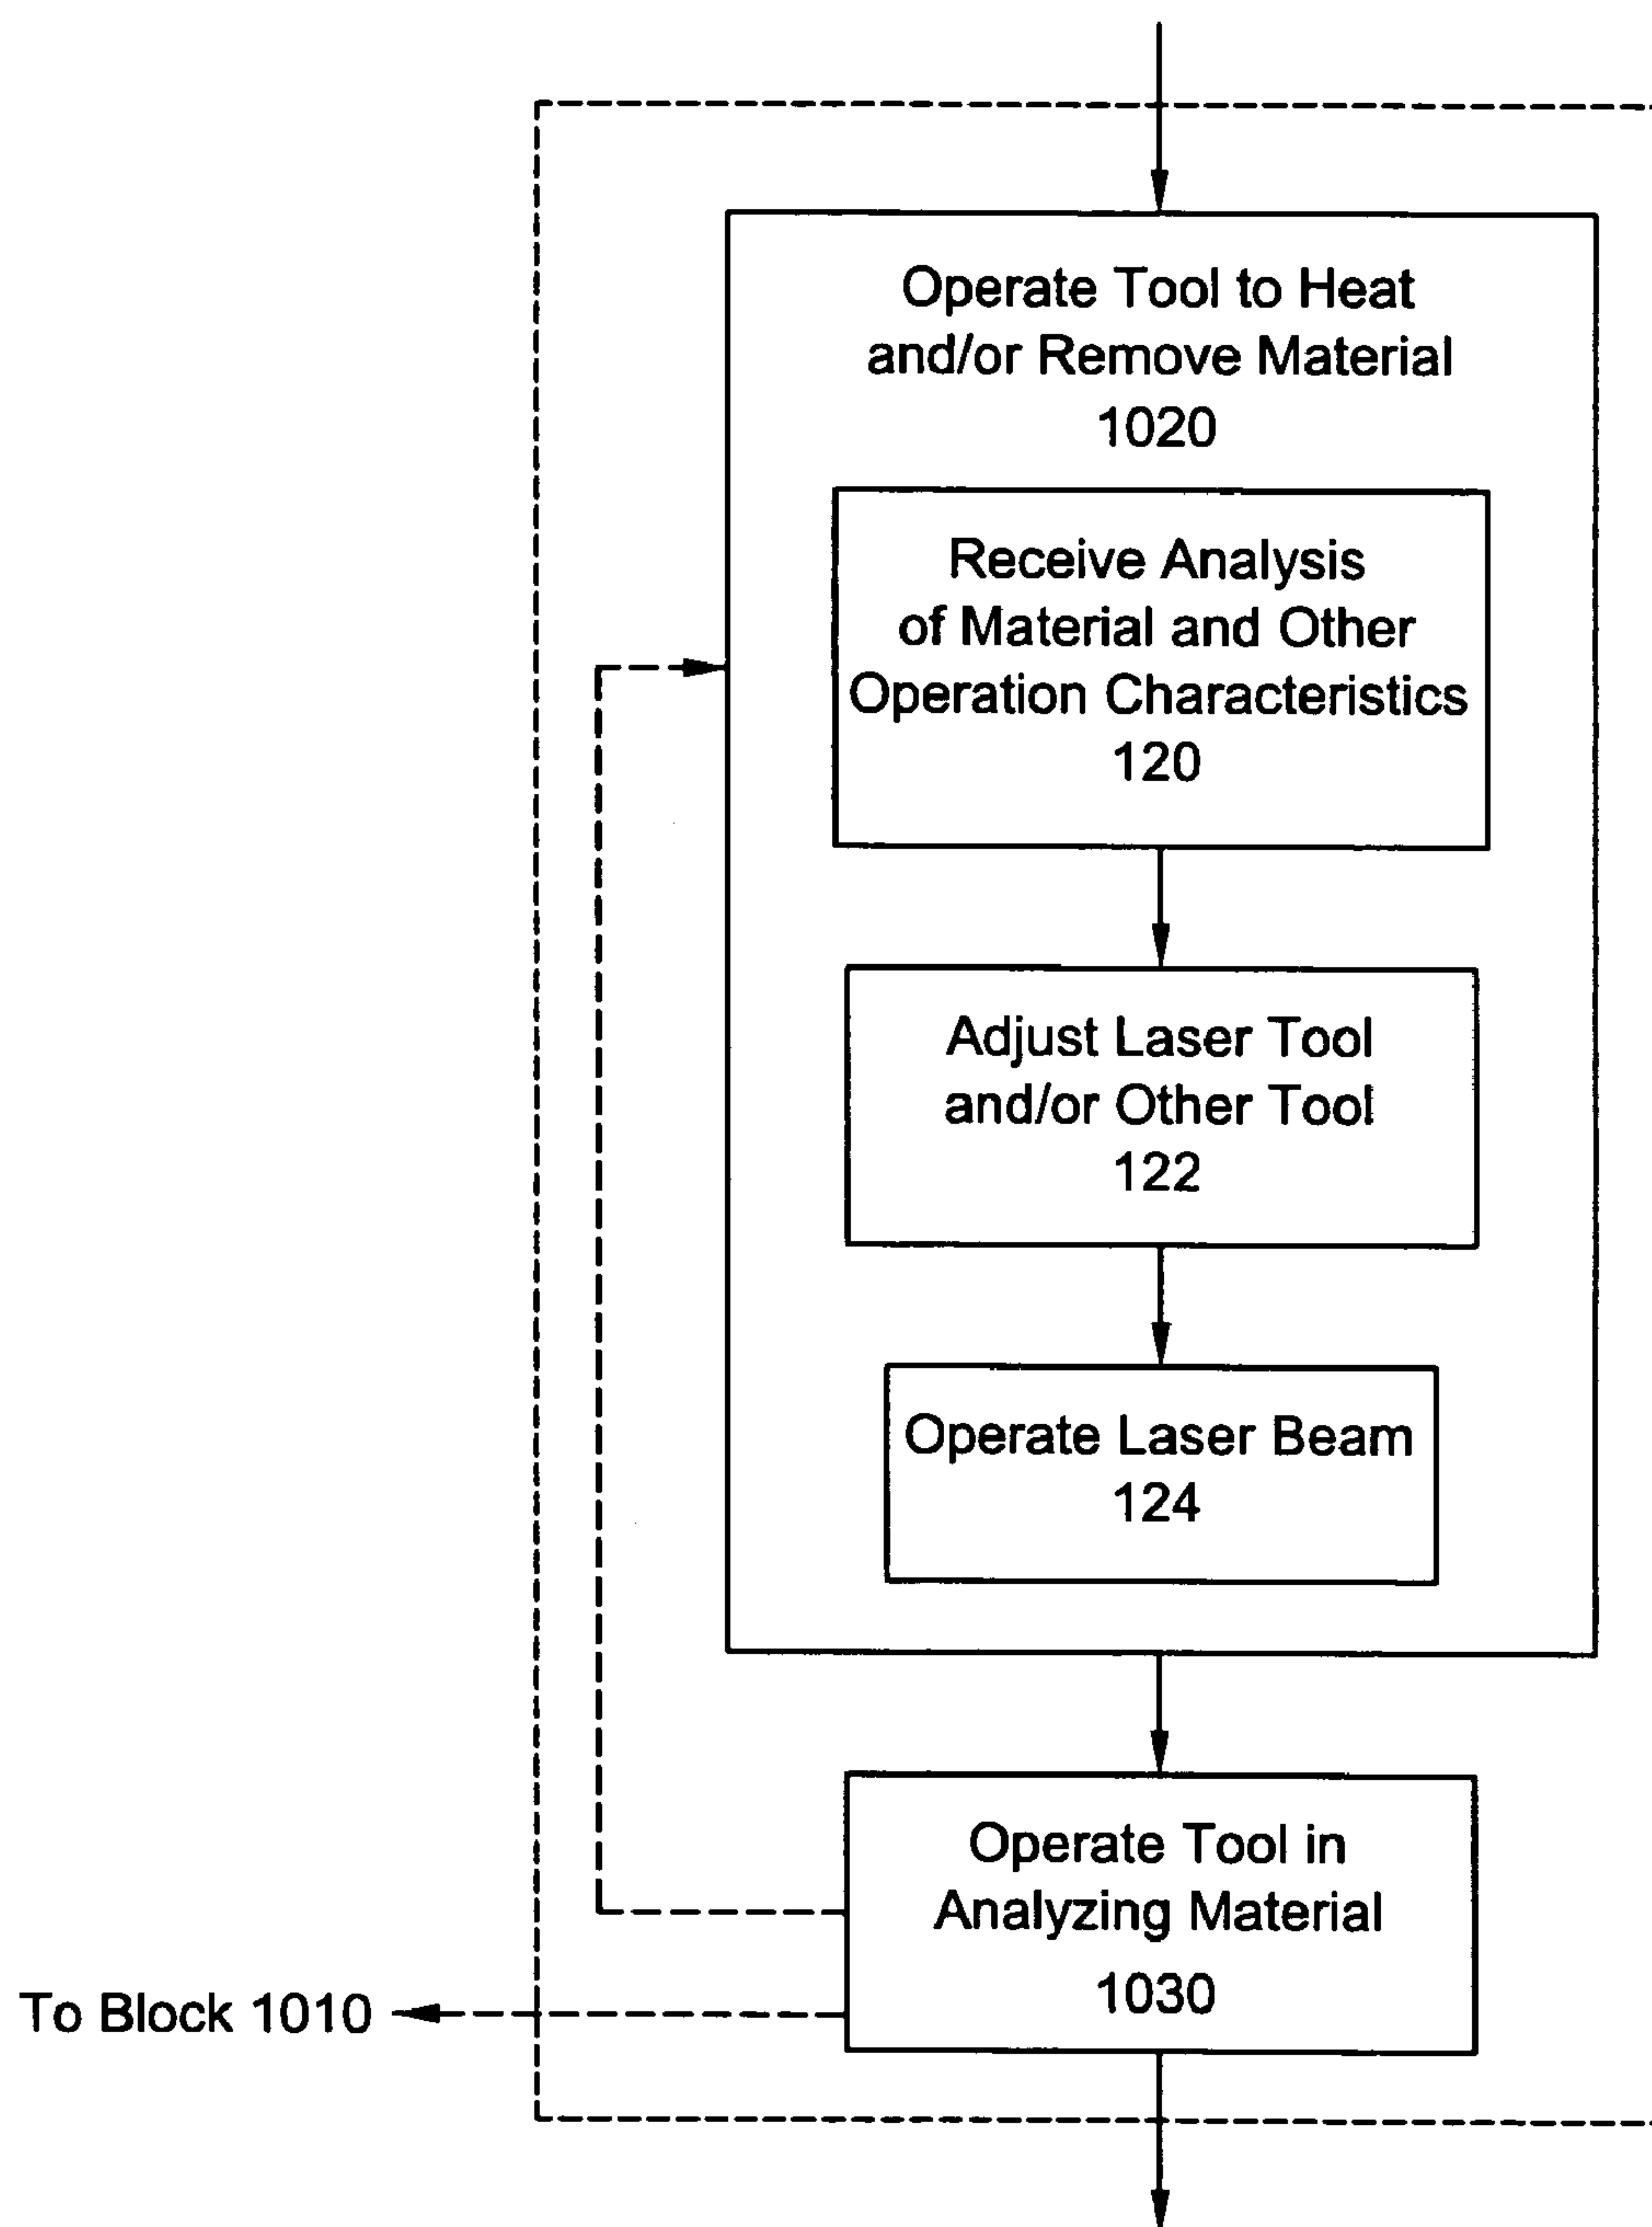 Operate Tool to Heat
and/or Remove Material
1020
Receive Analysis
of Material and Other
Operation Characteristics
120
Adjust Laser Tool
and/or Other Tool
122
Operate Laser Beam
124
Operate Tool in
Analyzing Material
1030
To Block 1010